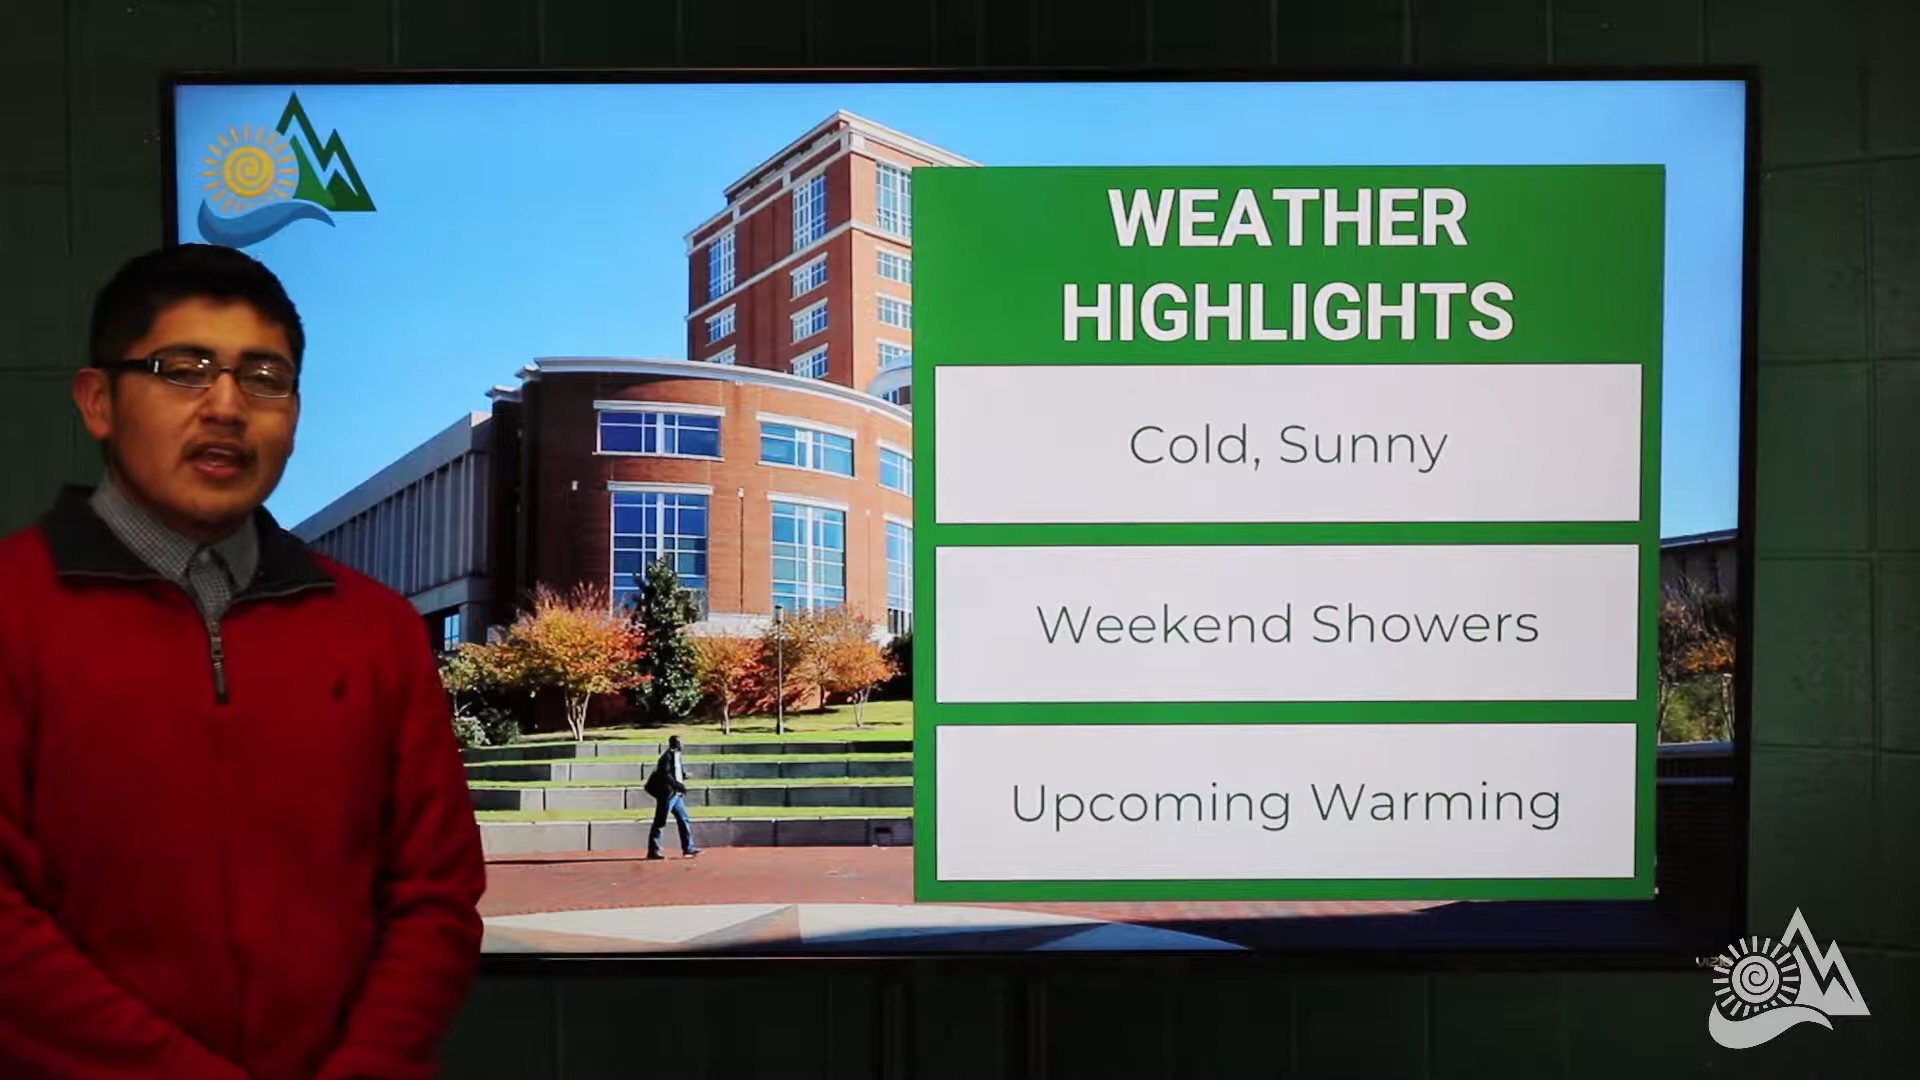 WEATHER
HIGHLIGHTS
Cold, Sunny
Weekend Showers
Upcoming Warming